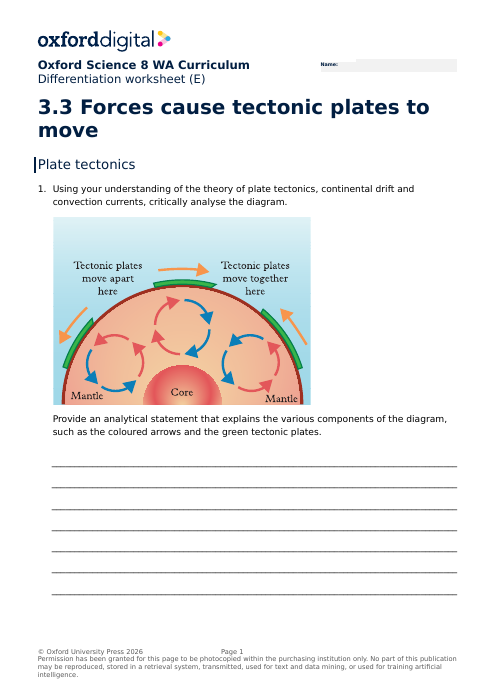 oxforddigital
Oxford Science 8 WA Curriculum
Name:
Differentiation worksheet (E)
3.3 Forces cause tectonic plates to
move
Plate tectonics
1. Using your understanding of the theory of plate tectonics, continental drift and
convection currents, critically analyse the diagram.
Tectonic plates
move apart
here
Tectonic plates
move together
here
Mantle
Core
Mantle
Provide an analytical statement that explains the various components of the diagram,
such as the coloured arrows and the green tectonic plates.
© Oxford University Press 2026 Page 1
Permission has been granted for this page to be photocopied within the purchasing institution only. No part of this publication
may be reproduced, stored in a retrieval system, transmitted, used for text and data mining, or used for training artificial
intelligence.